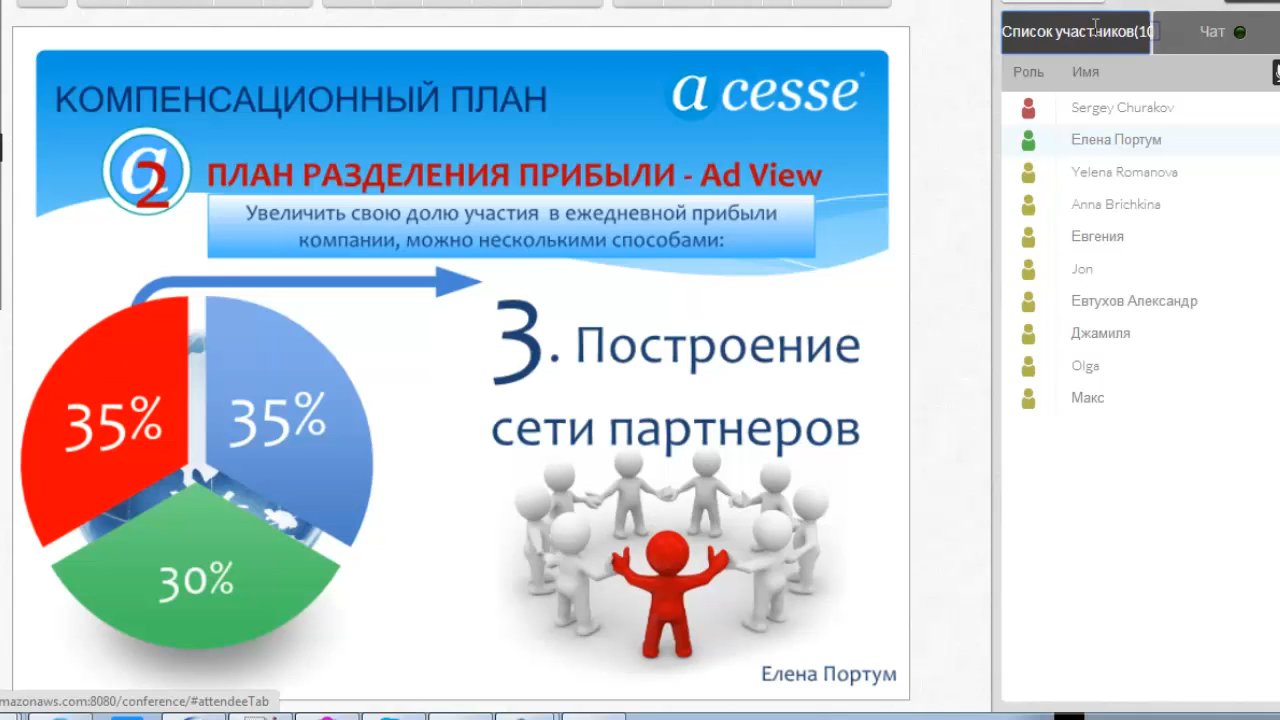 КОМПЕНСАЦИОННЫЙ ПЛАН
a cesse
a
2
ПЛАН РАЗДЕЛЕНИЯ ПРИБЫЛИ - Ad View
Увеличить свою долю участия в ежедневной прибыли
компании, можно несколькими способами:
35%
35%
30%
3. Построение
сети партнеров
Елена Портум
mazonaws.com:8080/conference/#attendeeTab
Список участников(10
Чат
Роль Имя
Sergey Churakov
Елена Портум
Yelena Romanova
Anna Brichkina
Евгения
Jon
Евтухов Александр
Джамиля
Olga
Макс